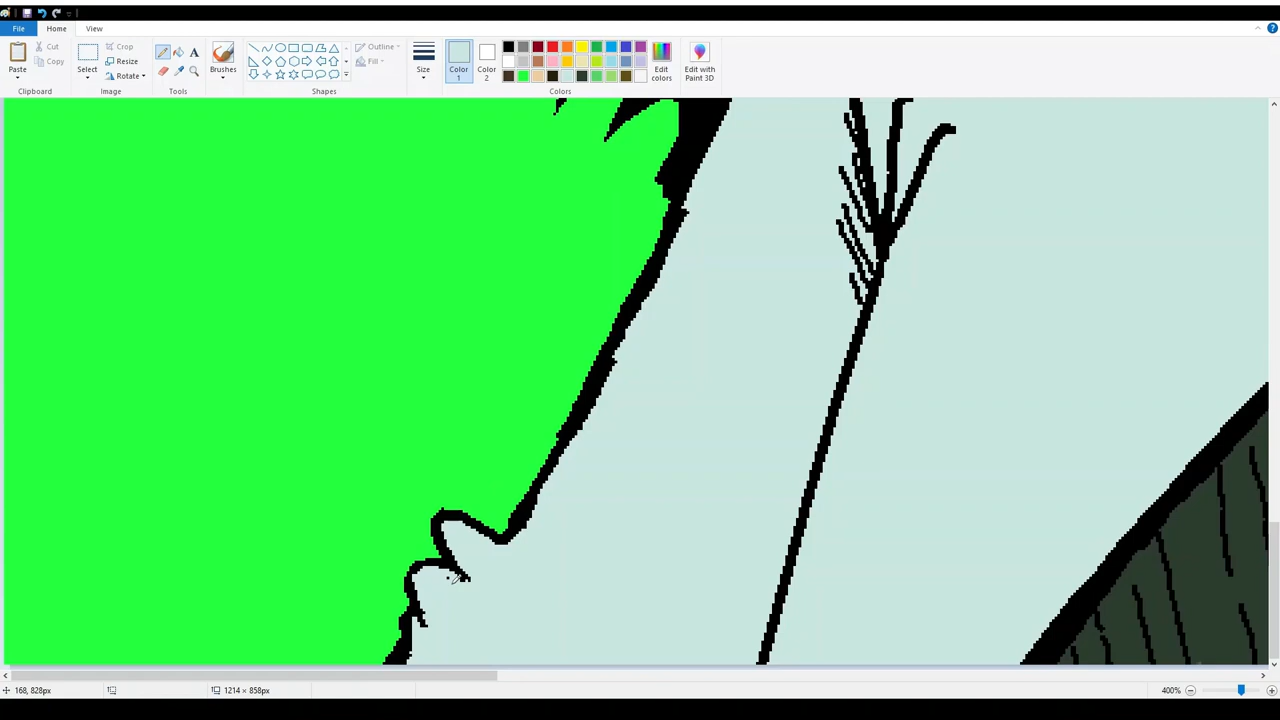 File Home View
Paste
Cut
Copy
Clipboard
Select
Crop
Resize
Rotate
Image
A
Tools
Brushes
Outline
Fill
Shapes
Size
Color 1
Color 2
Edit colors
Colors
Edit with Paint 3D
168, 828px 1214 × 858px 400%